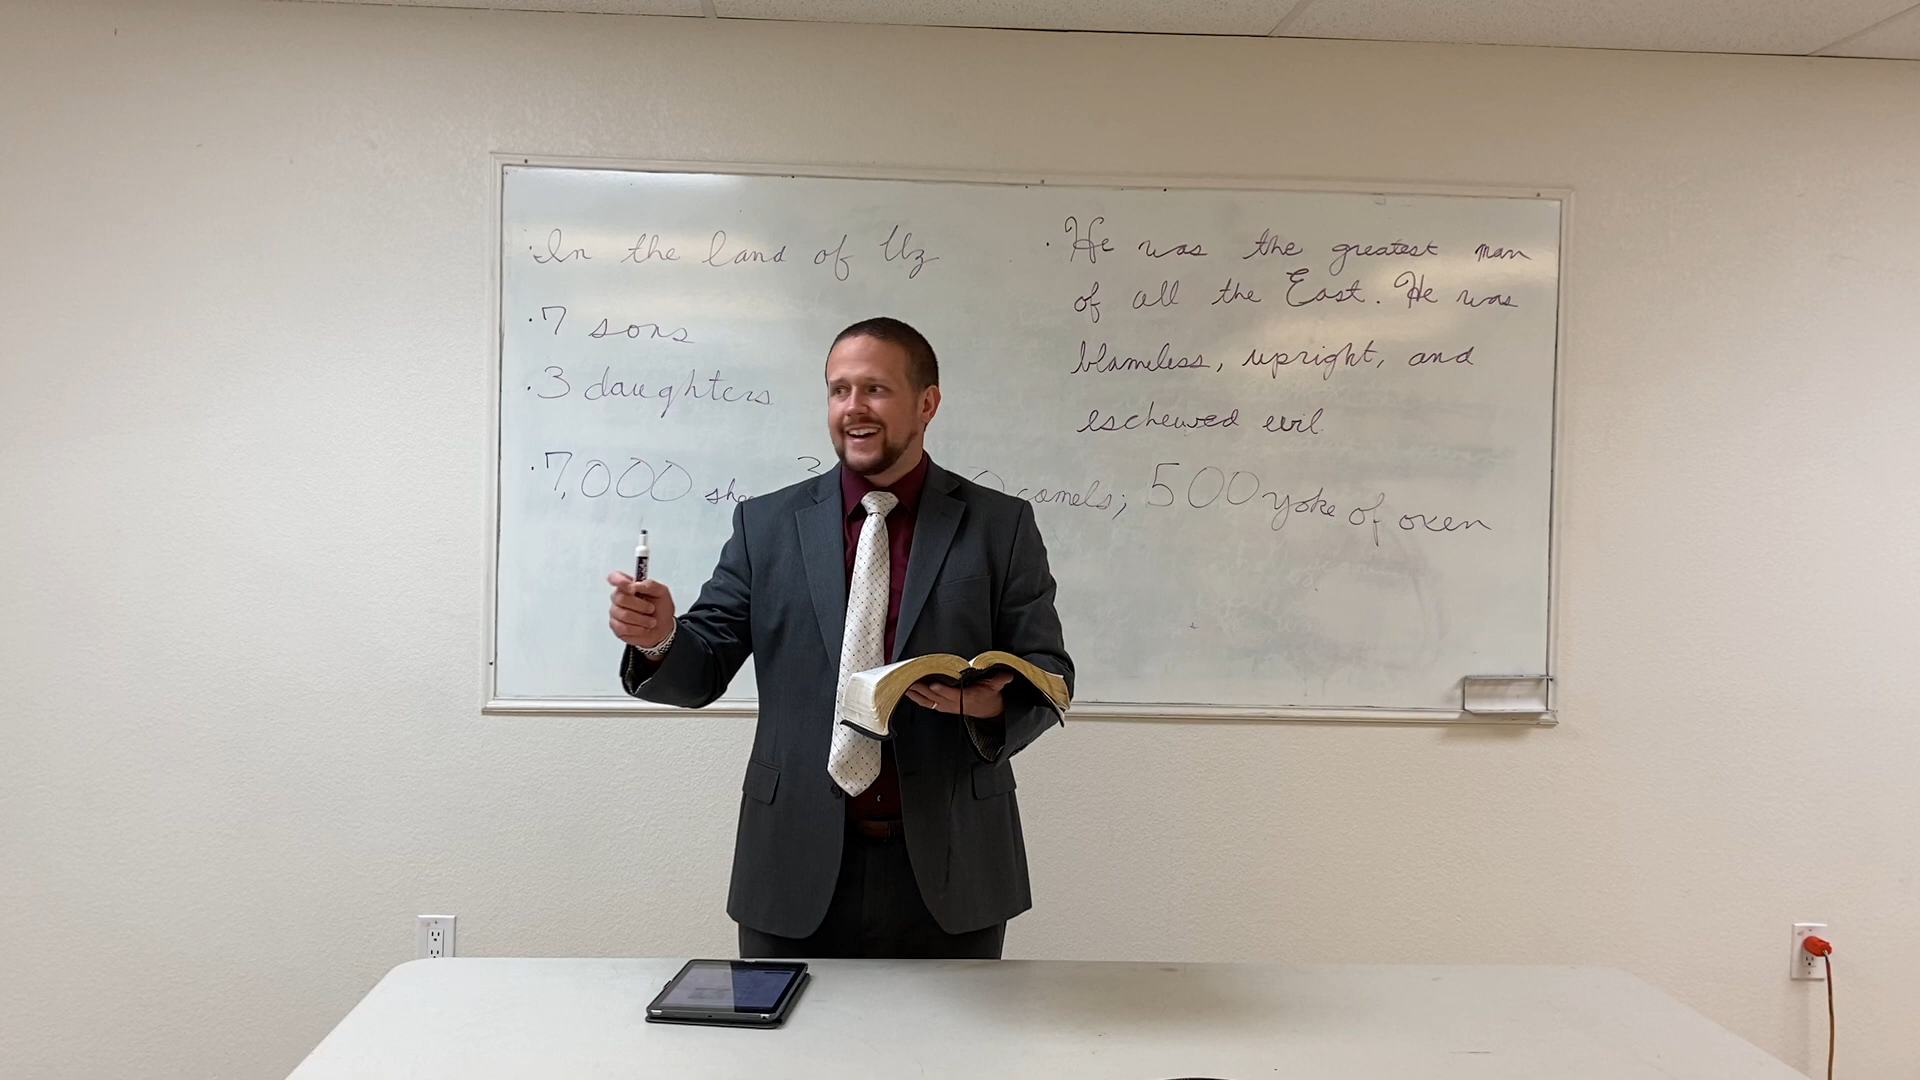 · In the land of Uz
· 7 sons
· 3 daughters
· 7,000 camels; 500 yoke of oxen
· He was the greatest man
of all the East. He was
blameless, upright, and
eschewed evil